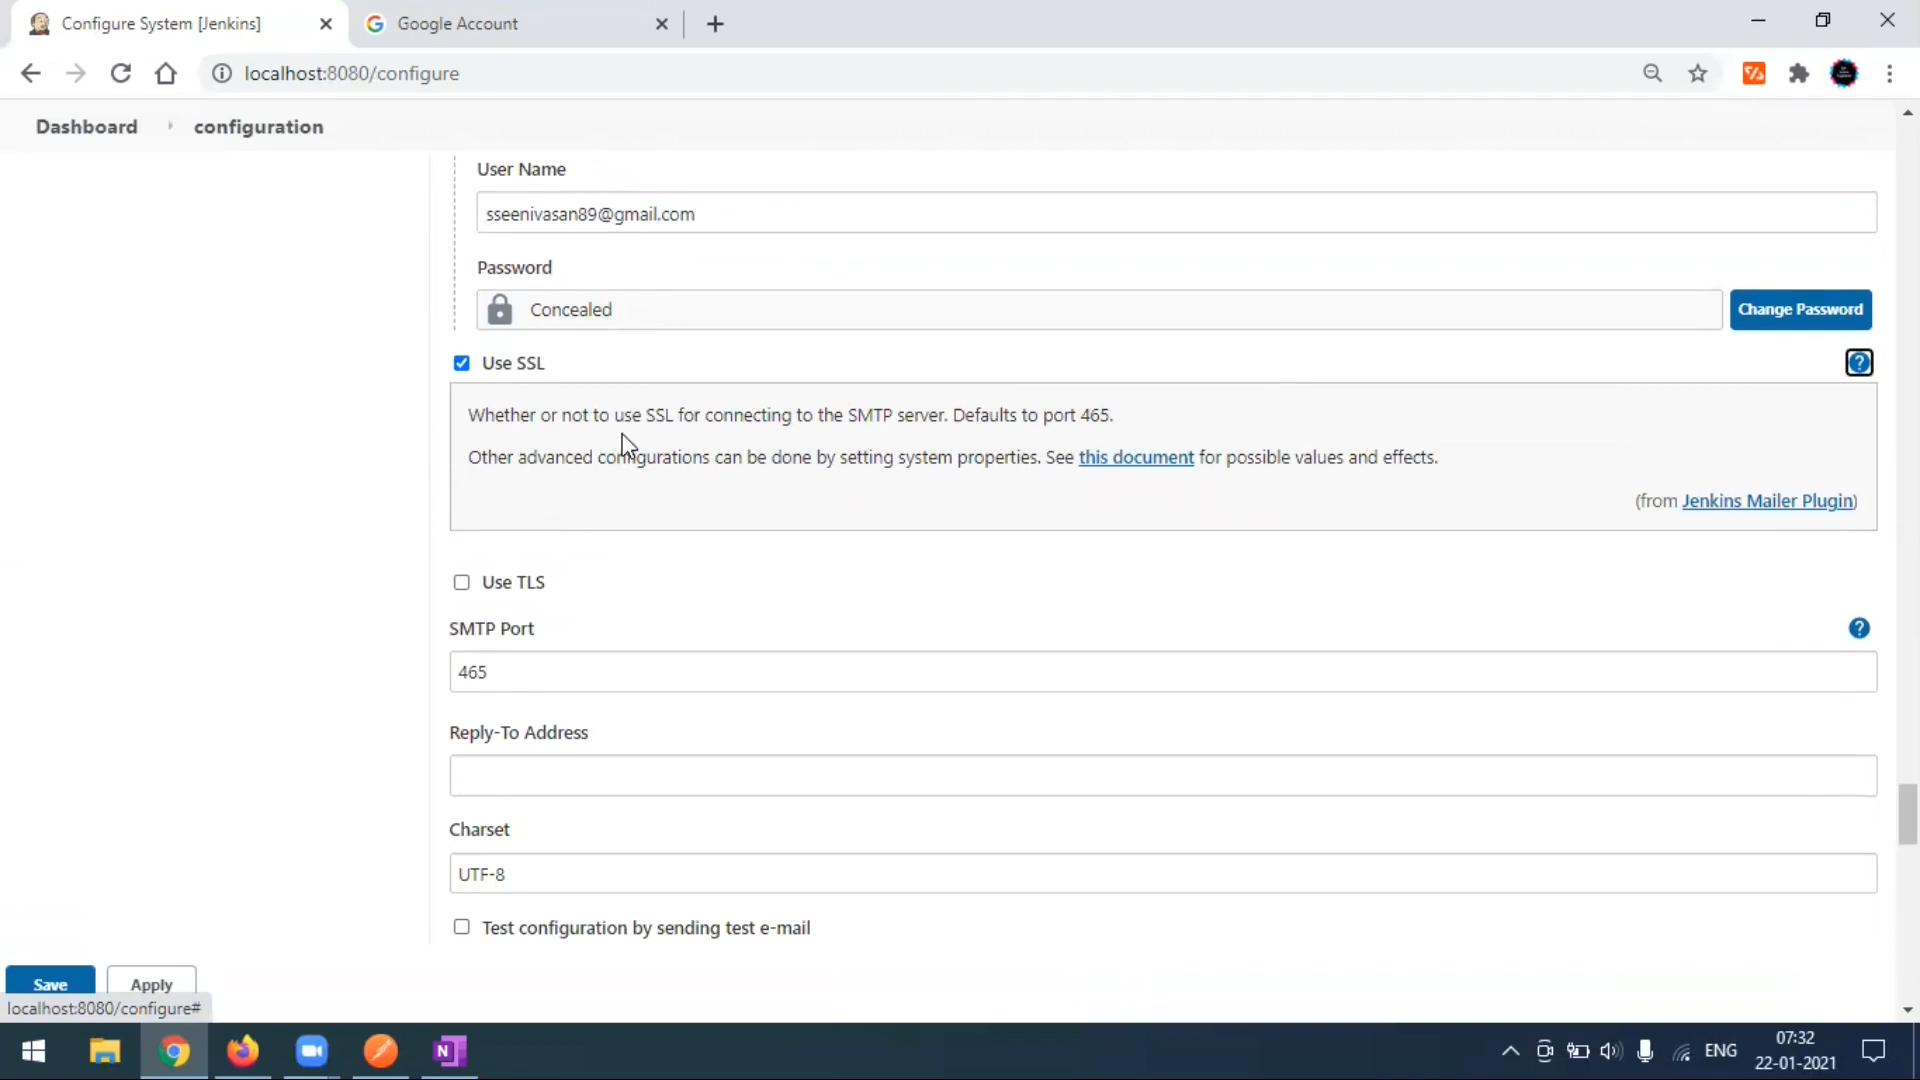 Configure System [Jenkins]
Google Account
localhost:8080/configure
Dashboard
configuration
User Name
sseenivasan89@gmail.com
Password
Concealed
Change Password
Use SSL
?
Whether or not to use SSL for connecting to the SMTP server. Defaults to port 465.
Other advanced configurations can be done by setting system properties. See this document for possible values and effects.
(from Jenkins Mailer Plugin)
Use TLS
SMTP Port
?
465
Reply-To Address
Charset
UTF-8
Test configuration by sending test e-mail
Save
Apply
localhost:8080/configure#
ENG
07:32
22-01-2021